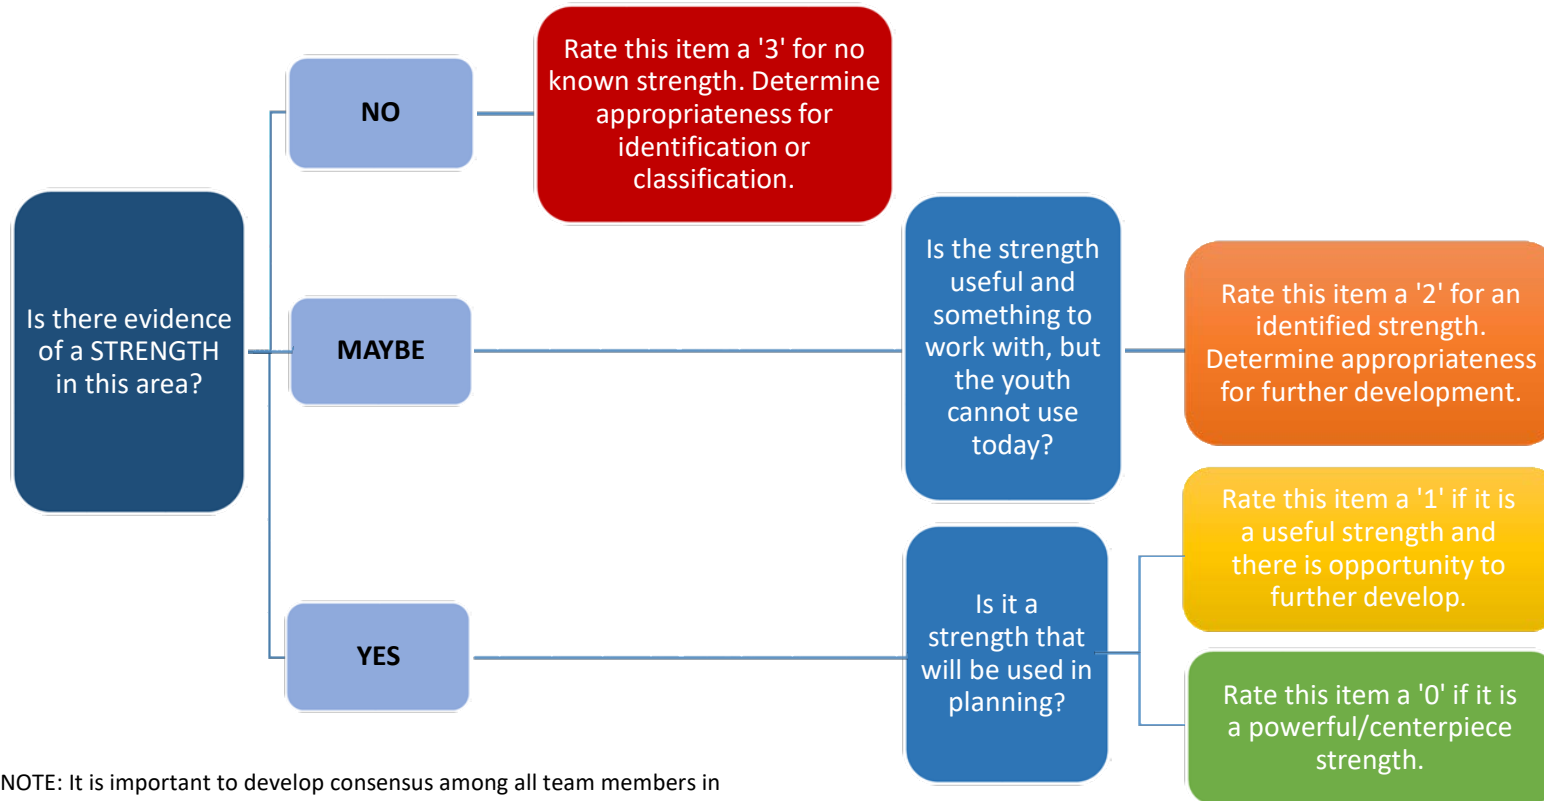 Is there evidence
of a STRENGTH
in this area?
NO
Rate this item a '3' for no
known strength. Determine
appropriateness for
identification or
classification.
MAYBE
Is the strength
useful and
something to
work with, but
the youth
cannot use
today?
Rate this item a '2' for an
identified strength.
Determine appropriateness
for further development.
YES
Is it a
strength that
will be used in
planning?
Rate this item a '1' if it is
a useful strength and
there is opportunity to
further develop.
Rate this item a '0' if it is
a powerful/centerpiece
strength.
NOTE: It is important to develop consensus among all team members in